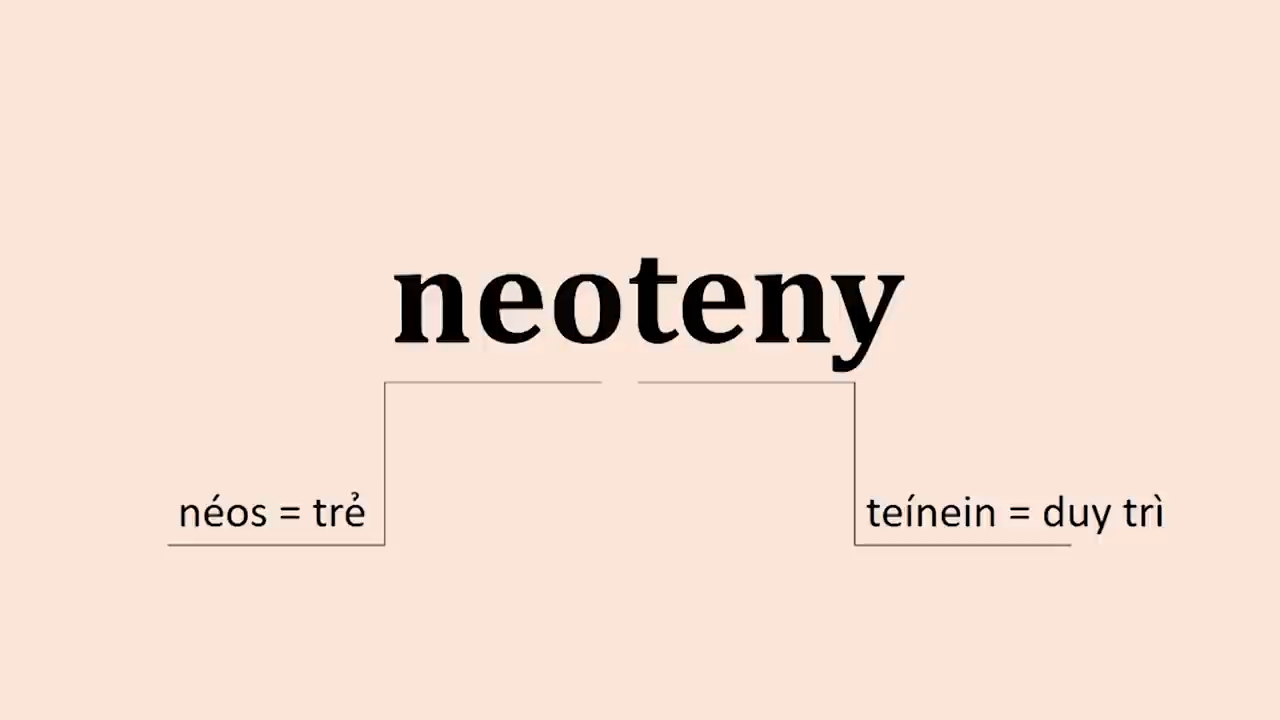 neoteny
néos = trẻ
teínein = duy trì